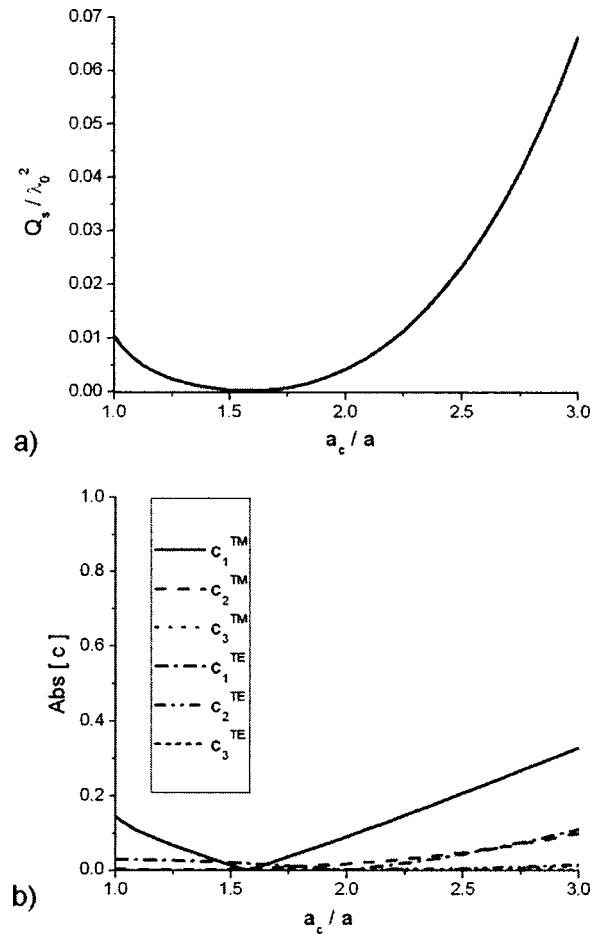 0.07
0.06
0.05
0.04
0.03
0.02
0.01
0.00
Q_s / λ_0^2
1.0 1.5 2.0 2.5 3.0
a_c / a
a)
1.0
0.8
0.6
0.4
0.2
0.0
Abs [ c ]
c_1^TM
c_2^TM
c_3^TM
c_1^TE
c_2^TE
c_3^TE
1.0 1.5 2.0 2.5 3.0
a_c / a
b)